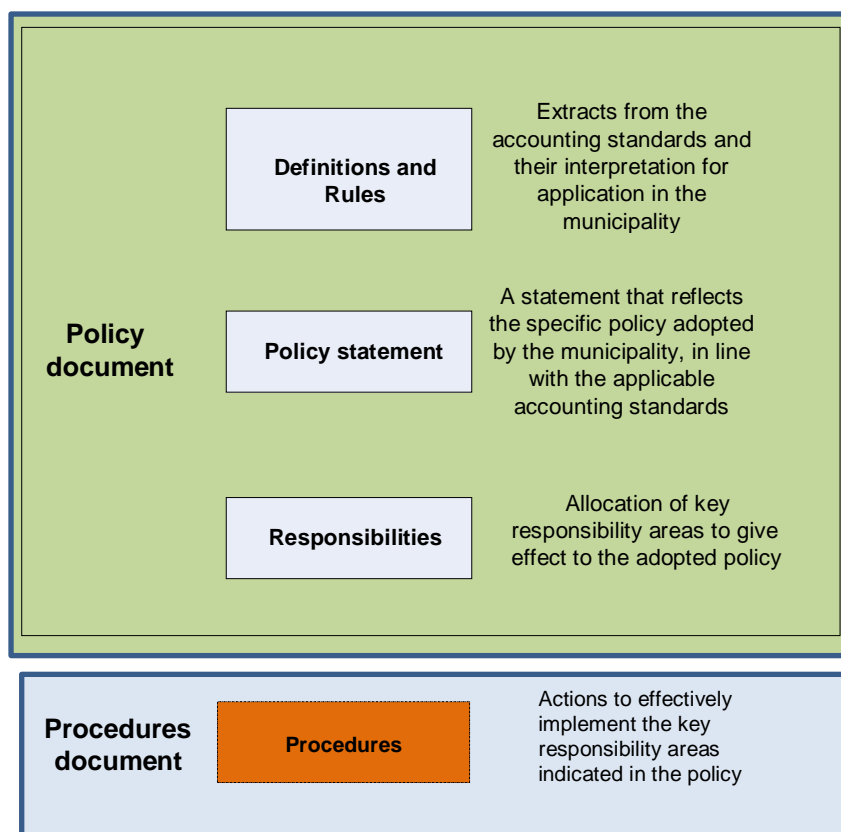 Policy
document
Definitions and
Rules
Extracts from the
accounting standards and
their interpretation for
application in the
municipality
Policy statement
A statement that reflects
the specific policy adopted
by the municipality, in line
with the applicable
accounting standards
Responsibilities
Allocation of key
responsibility areas to give
effect to the adopted policy
Procedures
document
Procedures
Actions to effectively
implement the key
responsibility areas
indicated in the policy